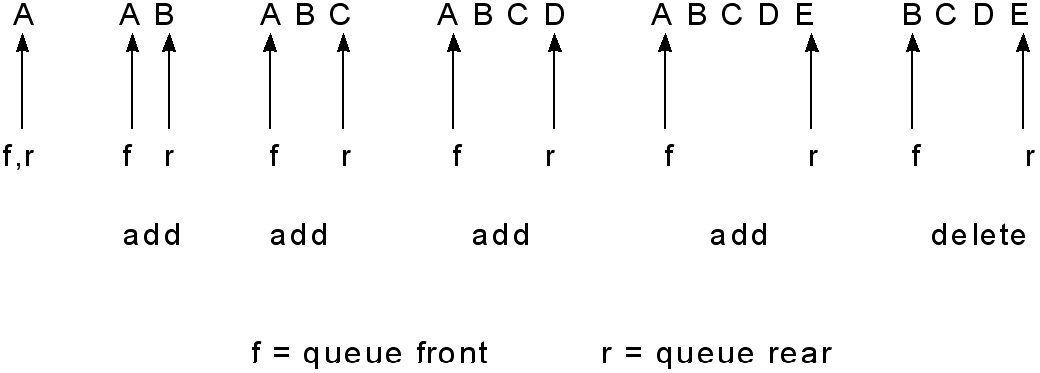 A A B A B C A B C D A B C D E B C D E
f,r f r f r f r f r f r
add add add add delete
f = queue front r = queue rear